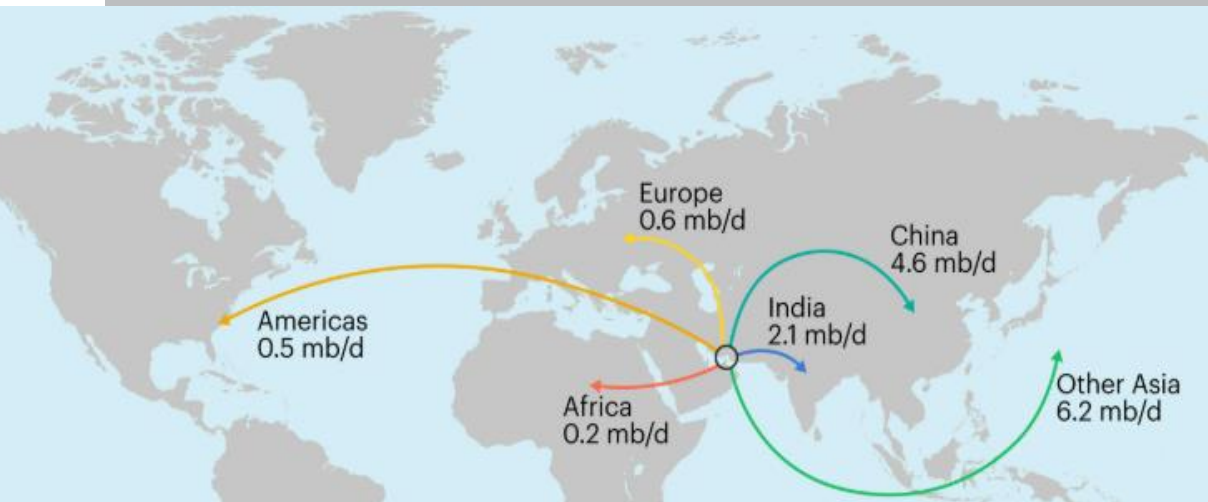 Europe
0.6 mb/d
China
4.6 mb/d
India
2.1 mb/d
Americas
0.5 mb/d
Other Asia
6.2 mb/d
Africa
0.2 mb/d